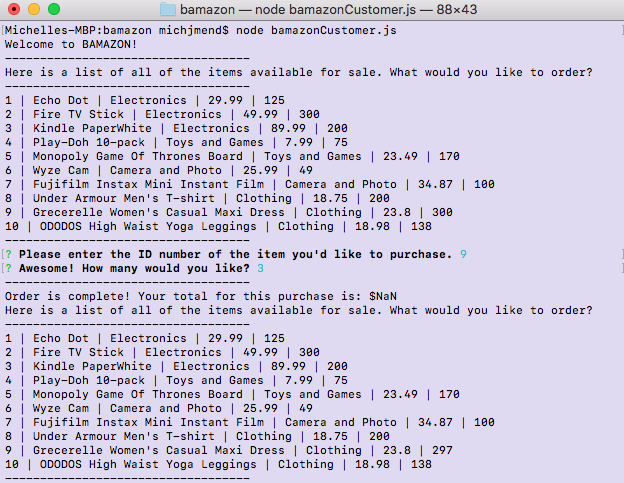 bamazon — node bamazonCustomer.js — 88×43
[Michelles-MBP:bamazon michjmend$ node bamazonCustomer.js ]
Welcome to BAMAZON!
-----------------------------------
Here is a list of all of the items available for sale. What would you like to order?
-----------------------------------
1 | Echo Dot | Electronics | 29.99 | 125
2 | Fire TV Stick | Electronics | 49.99 | 300
3 | Kindle PaperWhite | Electronics | 89.99 | 200
4 | Play-Doh 10-pack | Toys and Games | 7.99 | 75
5 | Monopoly Game Of Thrones Board | Toys and Games | 23.49 | 170
6 | Wyze Cam | Camera and Photo | 25.99 | 49
7 | Fujifilm Instax Mini Instant Film | Camera and Photo | 34.87 | 100
8 | Under Armour Men's T-shirt | Clothing | 18.75 | 200
9 | Grecerelle Women's Casual Maxi Dress | Clothing | 23.8 | 300
10 | ODODOS High Waist Yoga Leggings | Clothing | 18.98 | 138
-----------------------------------
[? Please enter the ID number of the item you'd like to purchase. 9 ]
[? Awesome! How many would you like? 3 ]
-----------------------------------
Order is complete! Your total for this purchase is: $NaN
Here is a list of all of the items available for sale. What would you like to order?
-----------------------------------
1 | Echo Dot | Electronics | 29.99 | 125
2 | Fire TV Stick | Electronics | 49.99 | 300
3 | Kindle PaperWhite | Electronics | 89.99 | 200
4 | Play-Doh 10-pack | Toys and Games | 7.99 | 75
5 | Monopoly Game Of Thrones Board | Toys and Games | 23.49 | 170
6 | Wyze Cam | Camera and Photo | 25.99 | 49
7 | Fujifilm Instax Mini Instant Film | Camera and Photo | 34.87 | 100
8 | Under Armour Men's T-shirt | Clothing | 18.75 | 200
9 | Grecerelle Women's Casual Maxi Dress | Clothing | 23.8 | 297
10 | ODODOS High Waist Yoga Leggings | Clothing | 18.98 | 138
-----------------------------------